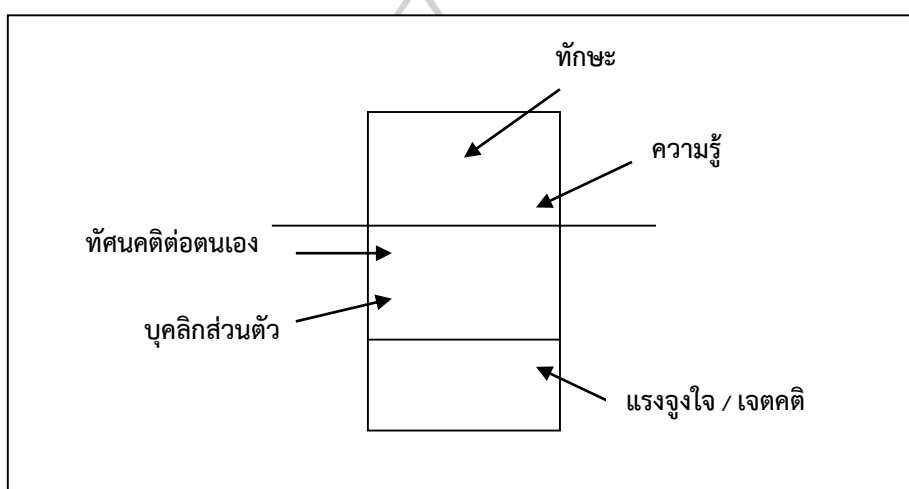 ทักษะ
ความรู้
ทัศนคติต่อตนเอง
บุคลิกส่วนตัว
แรงจูงใจ / เจตคติ